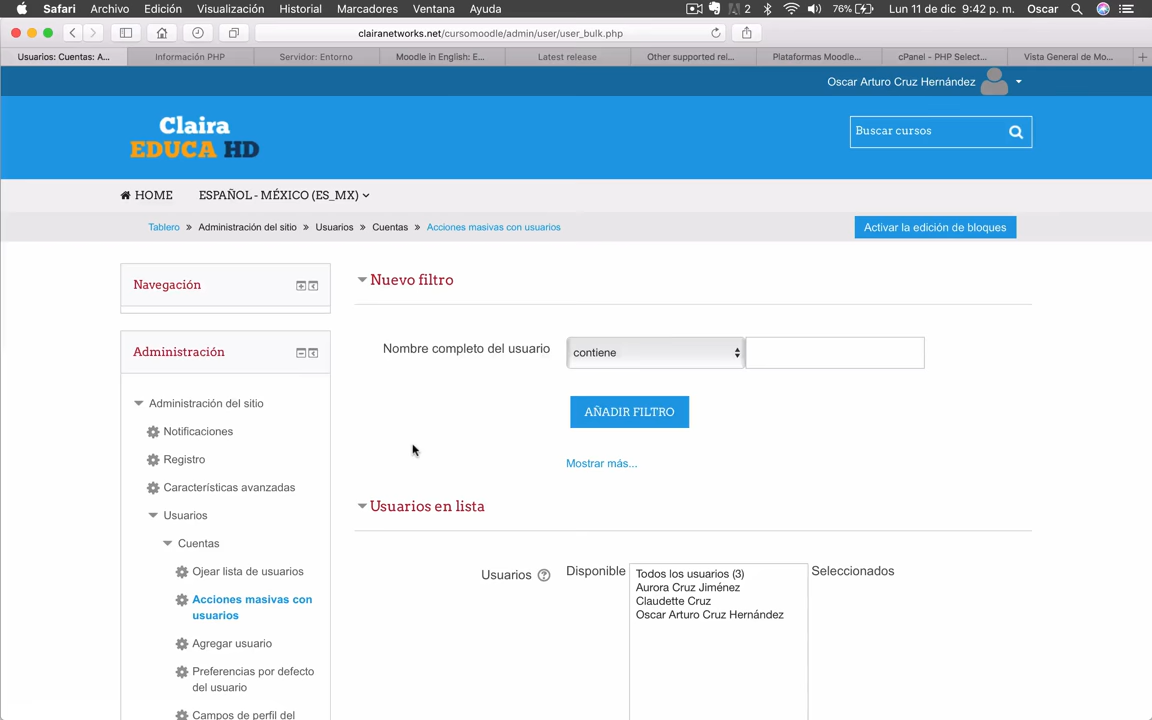 Safari Archivo Edición Visualización Historial Marcadores Ventana Ayuda 2 76% Lun 11 de dic 9:42 p. m. Oscar
clairanetworks.net/cursomoodle/admin/user/user_bulk.php
Usuarios: Cuentas: A... Información PHP Servidor: Entorno Moodle in English: E... Latest release Other supported rel... Plataformas Moodle... cPanel - PHP Select... Vista General de Mo...
Oscar Arturo Cruz Hernández
Claira
EDUCA HD
Buscar cursos
HOME ESPAÑOL - MÉXICO (ES_MX)
Tablero » Administración del sitio » Usuarios » Cuentas » Acciones masivas con usuarios
Activar la edición de bloques
Navegación
Administración
Administración del sitio
Notificaciones
Registro
Características avanzadas
Usuarios
Cuentas
Ojear lista de usuarios
Acciones masivas con
usuarios
Agregar usuario
Preferencias por defecto
del usuario
Campos de perfil del
Nuevo filtro
Nombre completo del usuario contiene
AÑADIR FILTRO
Mostrar más...
Usuarios en lista
Usuarios Disponible
Todos los usuarios (3)
Aurora Cruz Jiménez
Claudette Cruz
Oscar Arturo Cruz Hernández
Seleccionados